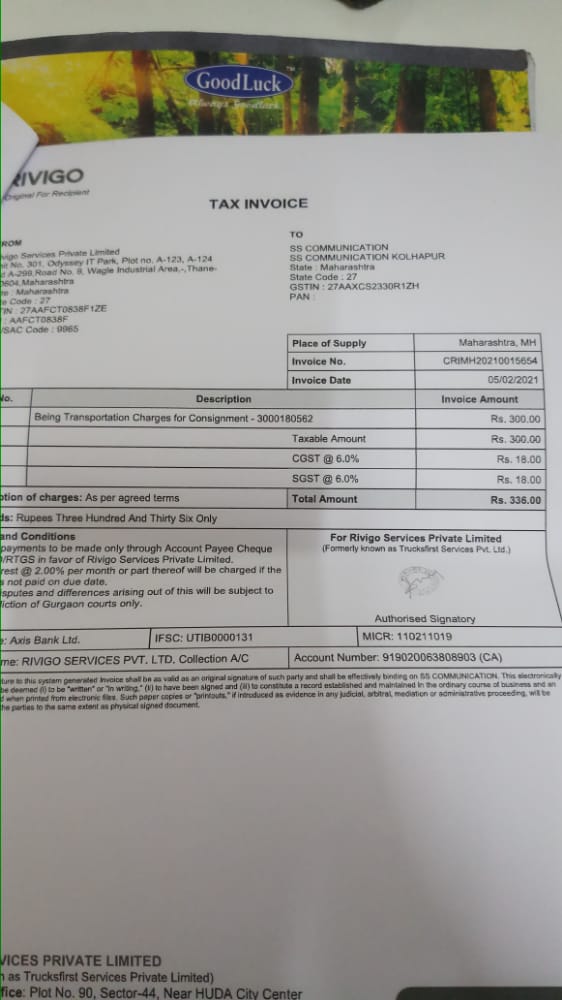 GoodLuck
Always Goodluck
RIVIGO
Original For Recipient
TAX INVOICE
ROM
vigo Services Private Limited
nit No. 301, Odyssey IT Park, Plot no. A-123, A-124
d A-299,Road No. 9, Wagle Industrial Area,-,Thane-
0604,Maharashtra
te : Maharashtra
e Code : 27
TIN : 27AAFCT0838F1ZE
: AAFCT0838F
/SAC Code : 9965
TO
SS COMMUNICATION
SS COMMUNICATION KOLHAPUR
State : Maharashtra
State Code : 27
GSTIN : 27AAXCS2330R1ZH
PAN :
Place of Supply Maharashtra, MH
Invoice No. CRIMH20210015654
Invoice Date 05/02/2021
No. Description Invoice Amount
Being Transportation Charges for Consignment - 3000180562 Rs. 300.00
Taxable Amount Rs. 300.00
CGST @ 6.0% Rs. 18.00
SGST @ 6.0% Rs. 18.00
ption of charges: As per agreed terms Total Amount Rs. 336.00
ds: Rupees Three Hundred And Thirty Six Only
and Conditions
payments to be made only through Account Payee Cheque
/RTGS in favor of Rivigo Services Private Limited.
rest @ 2.00% per month or part thereof will be charged if the
s not paid on due date.
sputes and differences arising out of this will be subject to
iction of Gurgaon courts only.
For Rivigo Services Private Limited
(Formerly known as Trucksfirst Services Pvt. Ltd.)
Authorised Signatory
e: Axis Bank Ltd. IFSC: UTIB0000131 MICR: 110211019
me: RIVIGO SERVICES PVT. LTD. Collection A/C Account Number: 919020063808903 (CA)
ture to this system generated Invoice shall be as valid as an original signature of such party and shall be effectively binding on SS COMMUNICATION. This electronically
be deemed (i) to be "written" or "in writing," (ii) to have been signed and (iii) to constitute a record established and maintained in the ordinary course of business and an
d when printed from electronic files. Such paper copies or "printouts," if introduced as evidence in any judicial, arbitral, mediation or administrative proceeding, will be
he parties to the same extent as physical signed document.
VICES PRIVATE LIMITED
n as Trucksfirst Services Private Limited)
fice: Plot No. 90, Sector-44, Near HUDA City Center